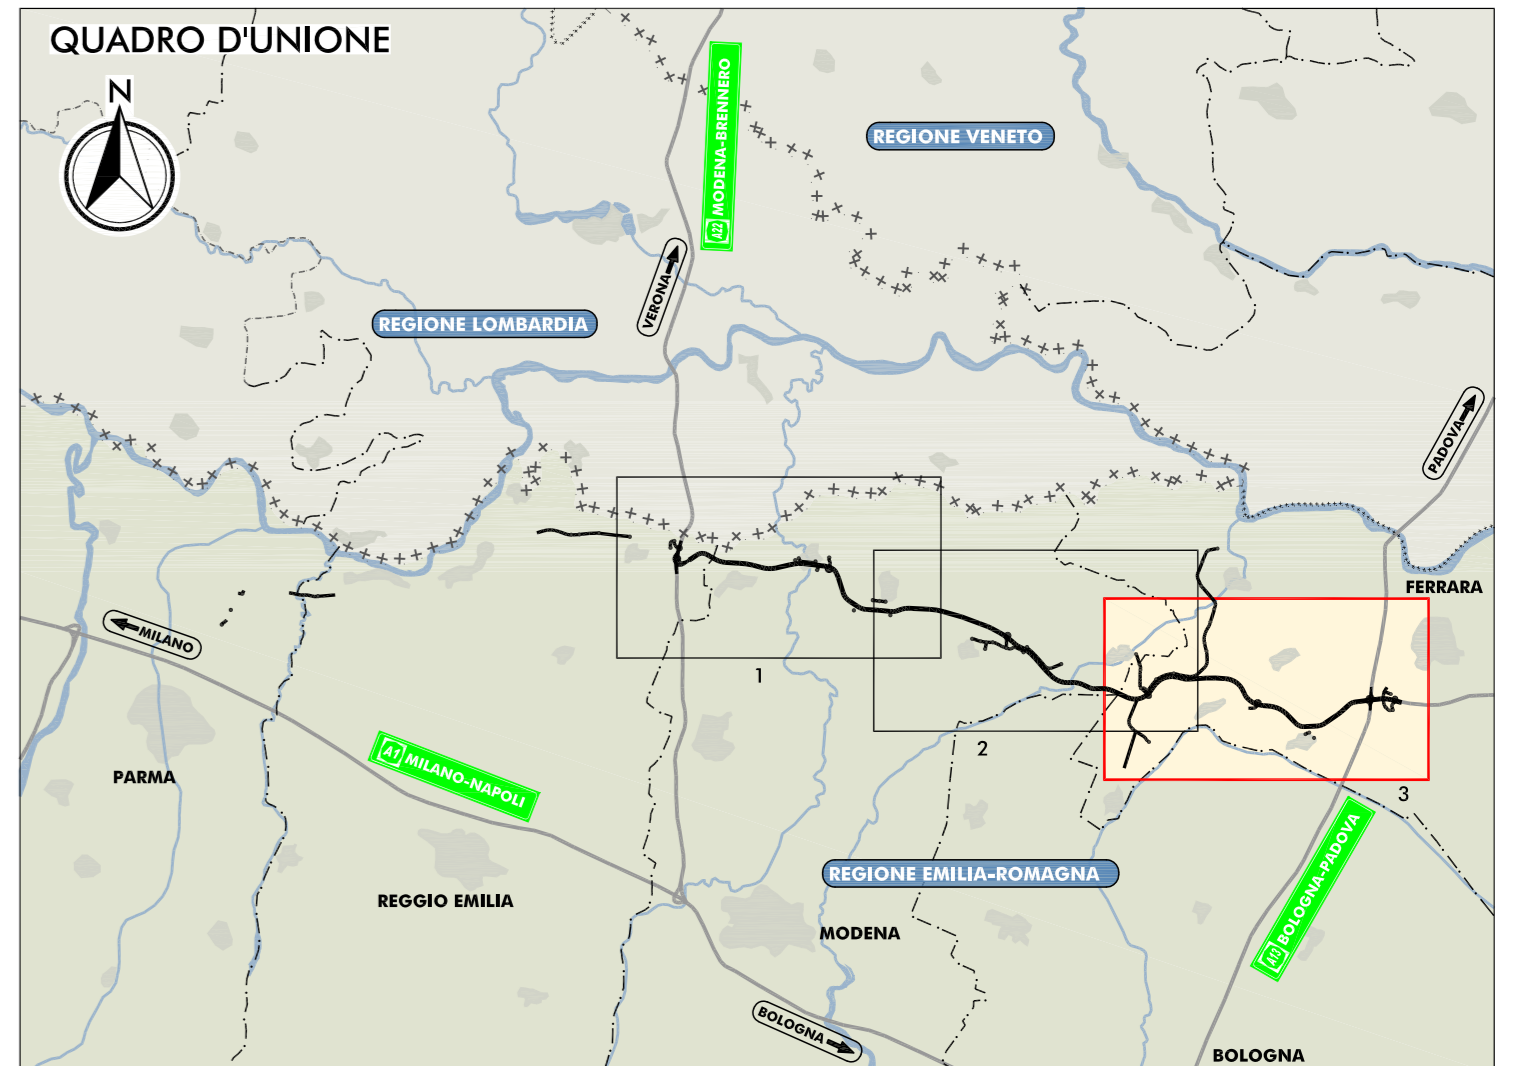 QUADRO D'UNIONE
N
A22 MODENA-BRENNERO
REGIONE VENETO
VERONA
REGIONE LOMBARDIA
PADOVA
FERRARA
MILANO
1
2
3
PARMA
A1 MILANO-NAPOLI
REGIONE EMILIA-ROMAGNA
A13 BOLOGNA-PADOVA
REGGIO EMILIA
MODENA
BOLOGNA
BOLOGNA